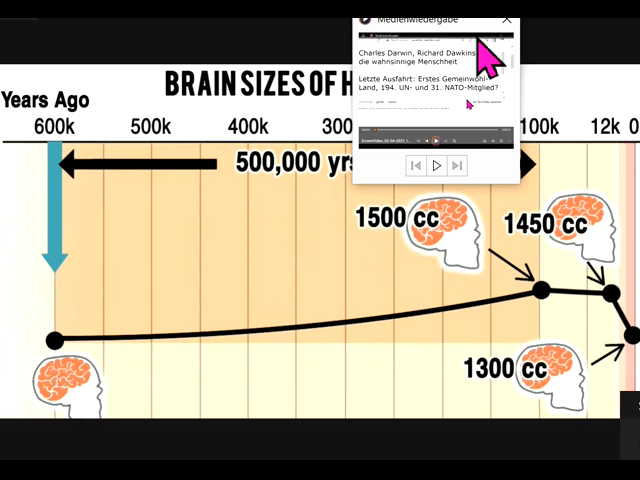 Medienwiedergabe
Charles Darwin, Richard Dawkins
die wahnsinnige Menschheit
Letzte Ausfahrt: Erstes Gemeinwohl-
Land, 194. UN- und 31. NATO-Mitglied?
BRAIN SIZES OF H
Years Ago
600k 500k 400k 300 100k 12k 0
500,000 yrs
1500 cc
1450 cc
1300 cc